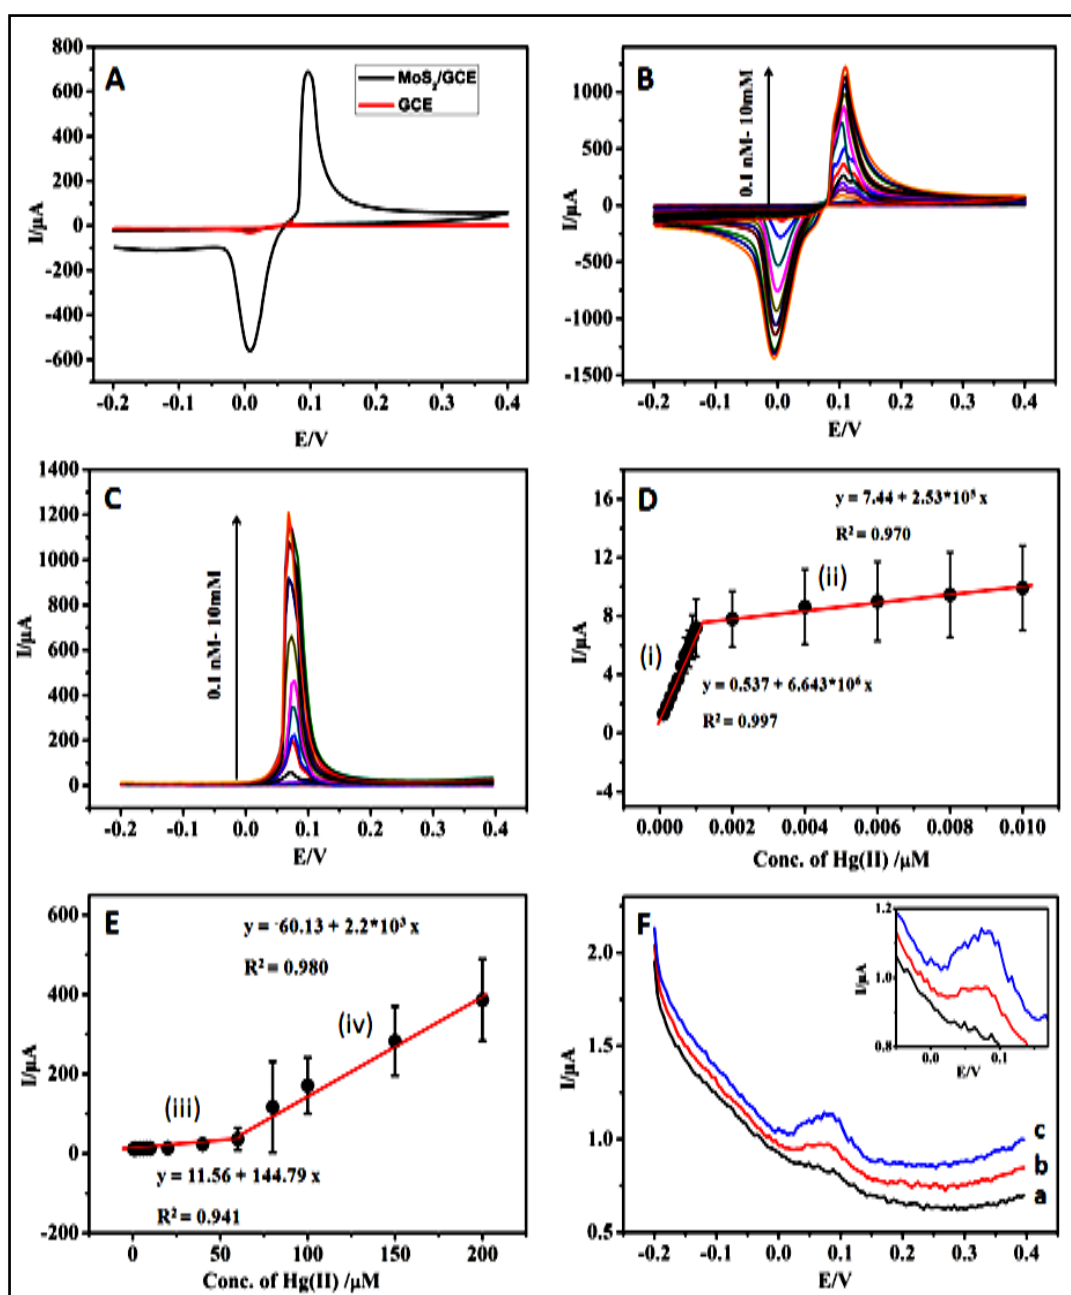 A
800
600
400
200
0
-200
-400
-600
I/μA
MoS2/GCE
GCE
-0.2 -0.1 0.0 0.1 0.2 0.3 0.4
E/V
B
1000
500
0
-500
-1000
-1500
I/μA
0.1 nM- 10mM
-0.2 -0.1 0.0 0.1 0.2 0.3 0.4
E/V
C
1400
1200
1000
800
600
400
200
0
I/μA
0.1 nM- 10mM
-0.2 -0.1 0.0 0.1 0.2 0.3 0.4
E/V
D
16
12
8
4
0
-4
I/μA
y = 7.44 + 2.53*10⁵ x
R² = 0.970
(ii)
(i)
y = 0.537 + 6.643*10⁶ x
R² = 0.997
0.000 0.002 0.004 0.006 0.008 0.010
Conc. of Hg(II) /μM
E
600
400
200
0
-200
I/μA
y = -60.13 + 2.2*10³ x
R² = 0.980
(iv)
(iii)
y = 11.56 + 144.79 x
R² = 0.941
0 50 100 150 200
Conc. of Hg(II) /μM
F
2.0
1.5
1.0
0.5
I/μA
1.2
1.0
0.8
I/μA
0.0 0.1
E/V
c
b
a
-0.2 -0.1 0.0 0.1 0.2 0.3 0.4
E/V